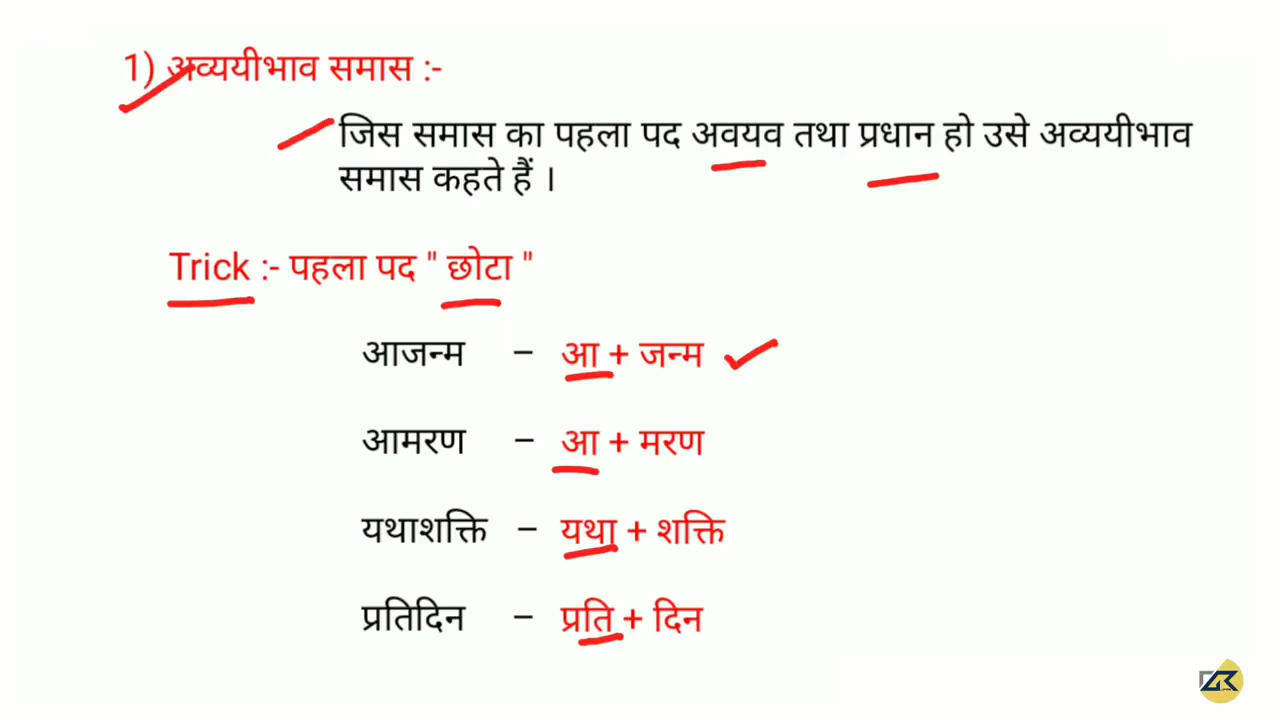 1) अव्ययीभाव समास :-
जिस समास का पहला पद अवयव तथा प्रधान हो उसे अव्ययीभाव
समास कहते हैं ।
Trick :- पहला पद " छोटा "
आजन्म – आ + जन्म
आमरण – आ + मरण
यथाशक्ति – यथा + शक्ति
प्रतिदिन – प्रति + दिन